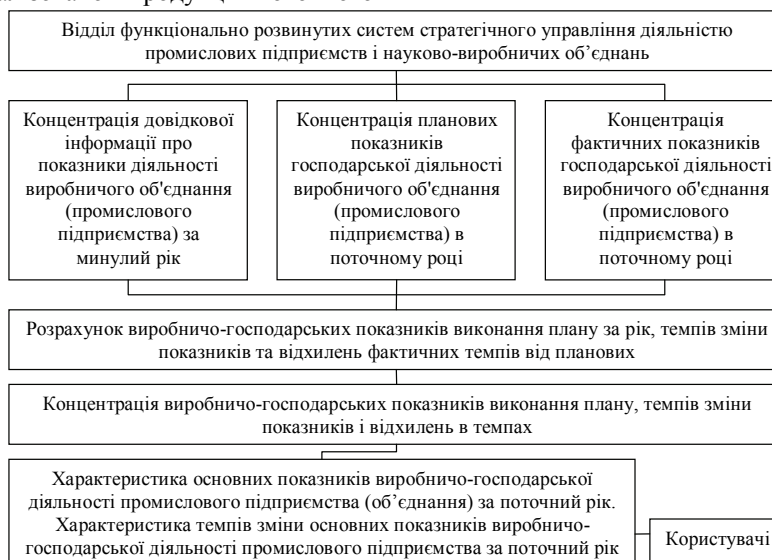 Відділ функціонально розвинутих систем стратегічного управління діяльністю
промислових підприємств і науково-виробничих об’єднань
Концентрація довідкової
інформації про
показники діяльності
виробничого об'єднання
(промислового
підприємства) за
минулий рік
Концентрація планових
показників
господарської діяльності
виробничого об'єднання
(промислового
підприємства) в
поточному році
Концентрація
фактичних показників
господарської діяльності
виробничого об'єднання
(промислового
підприємства) в
поточному році
Розрахунок виробничо-господарських показників виконання плану за рік, темпів зміни
показників та відхилень фактичних темпів від планових
Концентрація виробничо-господарських показників виконання плану, темпів зміни
показників і відхилень в темпах
Характеристика основних показників виробничо-господарської
діяльності промислового підприємства (об’єднання) за поточний рік.
Характеристика темпів зміни основних показників виробничо-
господарської діяльності промислового підприємства за поточний рік
Користувачі